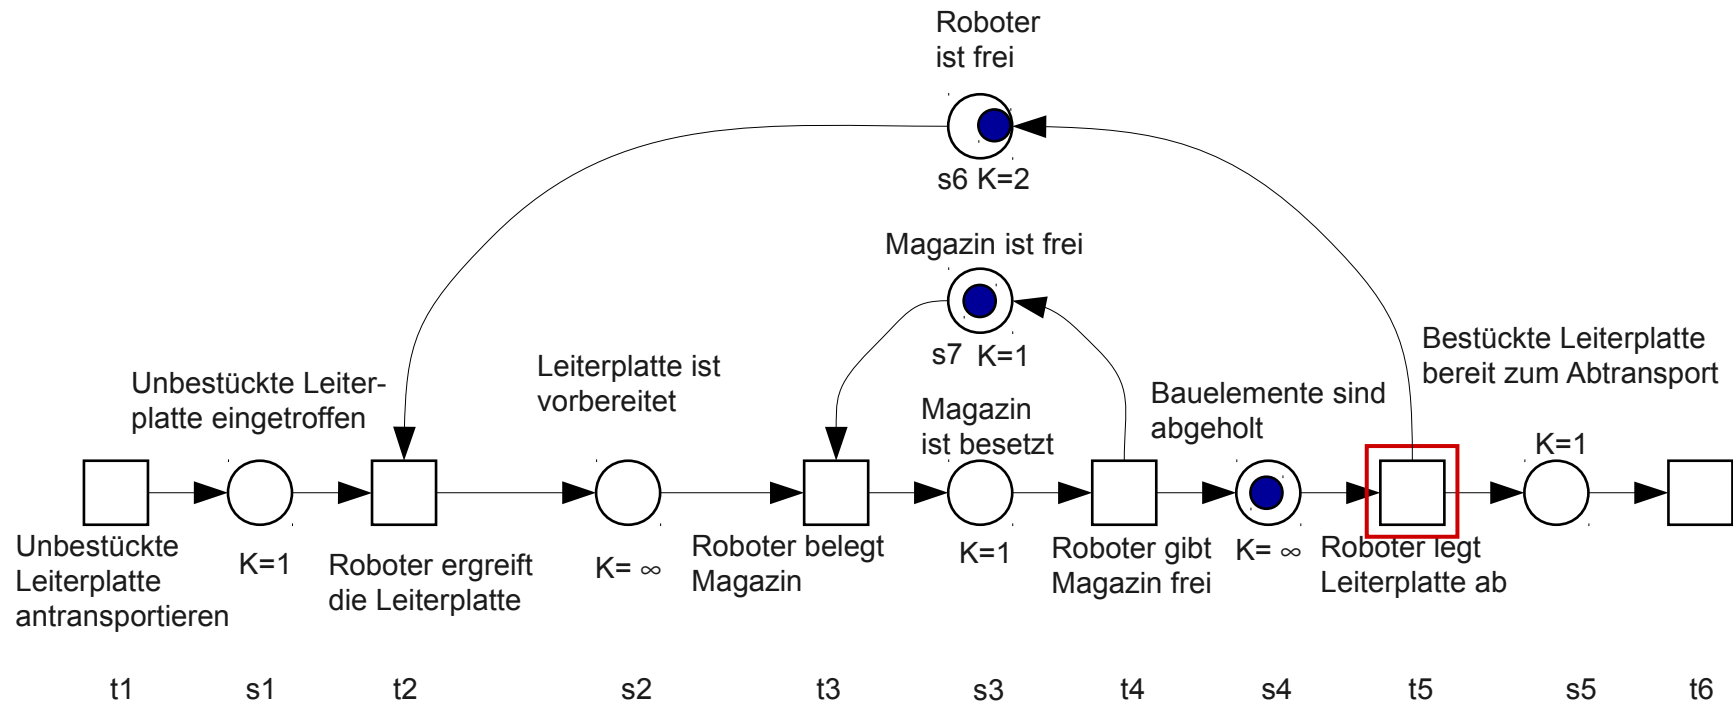 Roboter
ist frei
s6 K=2
Magazin ist frei
s7 K=1
Unbestückte Leiter-
platte eingetroffen
Leiterplatte ist
vorbereitet
Magazin
ist besetzt
Bauelemente sind
abgeholt
Bestückte Leiterplatte
bereit zum Abtransport
K=1
Unbestückte
Leiterplatte
antransportieren
K=1
Roboter ergreift
die Leiterplatte
K= ∞
Roboter belegt
Magazin
K=1
Roboter gibt
Magazin frei
K= ∞
Roboter legt
Leiterplatte ab
t1 s1 t2 s2 t3 s3 t4 s4 t5 s5 t6